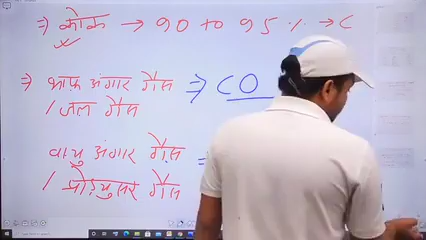 ⇒ कोक → 90 to 95 % → C
⇒ भाप अंगार गैस ⇒ CO
/ जल गैस
वायु अंगार गैस =
/ प्रोड्यूसर गैस